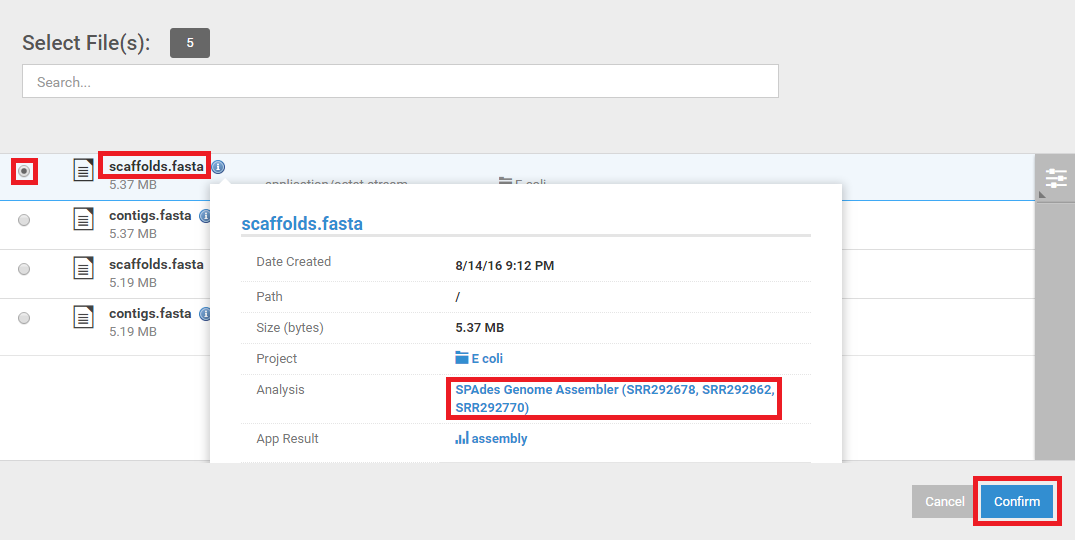 Select File(s): 5
Search...
scaffolds.fasta
5.37 MB
application/octet-stream E coli
contigs.fasta
5.37 MB
scaffolds.fasta
5.19 MB
contigs.fasta
5.19 MB
scaffolds.fasta
Date Created 8/14/16 9:12 PM
Path /
Size (bytes) 5.37 MB
Project E coli
Analysis SPAdes Genome Assembler (SRR292678, SRR292862,
SRR292770)
App Result assembly
Cancel Confirm